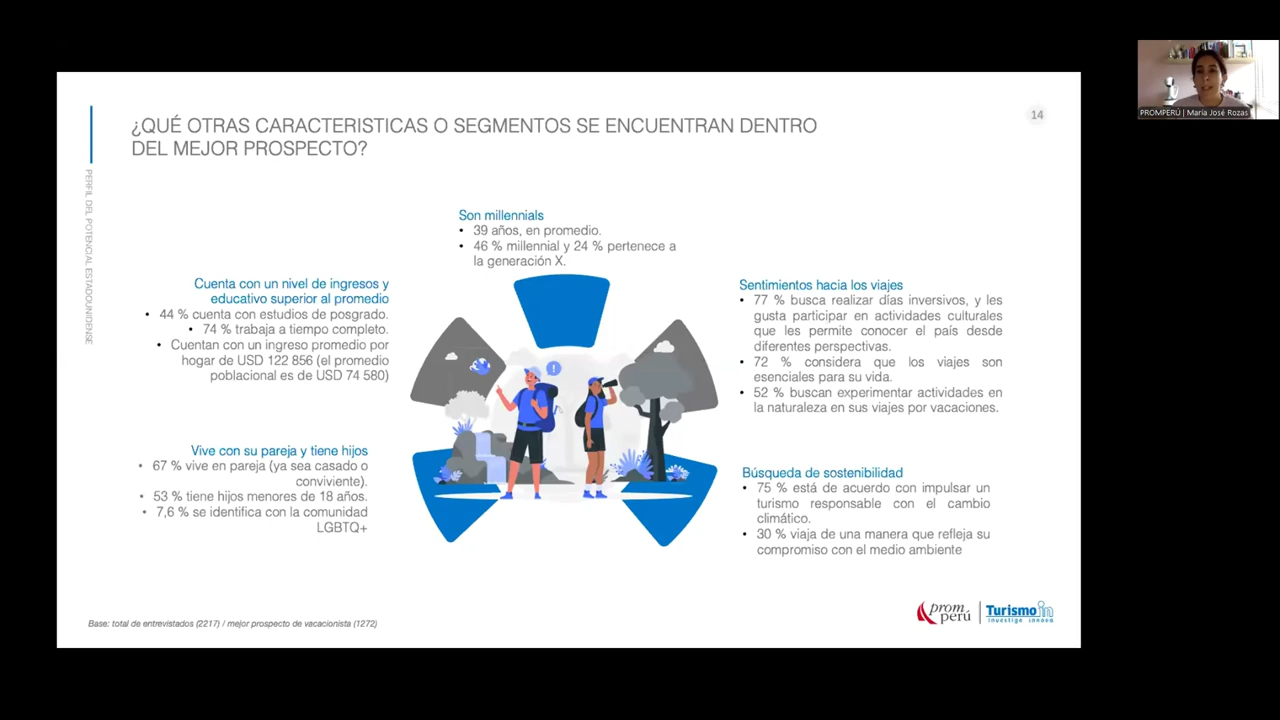 ¿QUÉ OTRAS CARACTERISTICAS O SEGMENTOS SE ENCUENTRAN DENTRO
DEL MEJOR PROSPECTO?
14
PERFIL DEL POTENCIAL ESTADOUNIDENSE
Son millennials
• 39 años, en promedio.
• 46 % millennial y 24 % pertenece a
la generación X.
Cuenta con un nivel de ingresos y
educativo superior al promedio
• 44 % cuenta con estudios de posgrado.
• 74 % trabaja a tiempo completo.
• Cuentan con un ingreso promedio por
hogar de USD 122 856 (el promedio
poblacional es de USD 74 580)
Sentimientos hacia los viajes
• 77 % busca realizar días inversivos, y les
gusta participar en actividades culturales
que les permite conocer el país desde
diferentes perspectivas.
• 72 % considera que los viajes son
esenciales para su vida.
• 52 % buscan experimentar actividades en
la naturaleza en sus viajes por vacaciones.
Vive con su pareja y tiene hijos
• 67 % vive en pareja (ya sea casado o
conviviente).
• 53 % tiene hijos menores de 18 años.
• 7,6 % se identifica con la comunidad
LGBTQ+
Búsqueda de sostenibilidad
• 75 % está de acuerdo con impulsar un
turismo responsable con el cambio
climático.
• 30 % viaja de una manera que refleja su
compromiso con el medio ambiente
Base: total de entrevistados (2217) / mejor prospecto de vacacionista (1272)
prom
perú
Turismo in
investiga innova
PROMPERÚ | María José Rozas